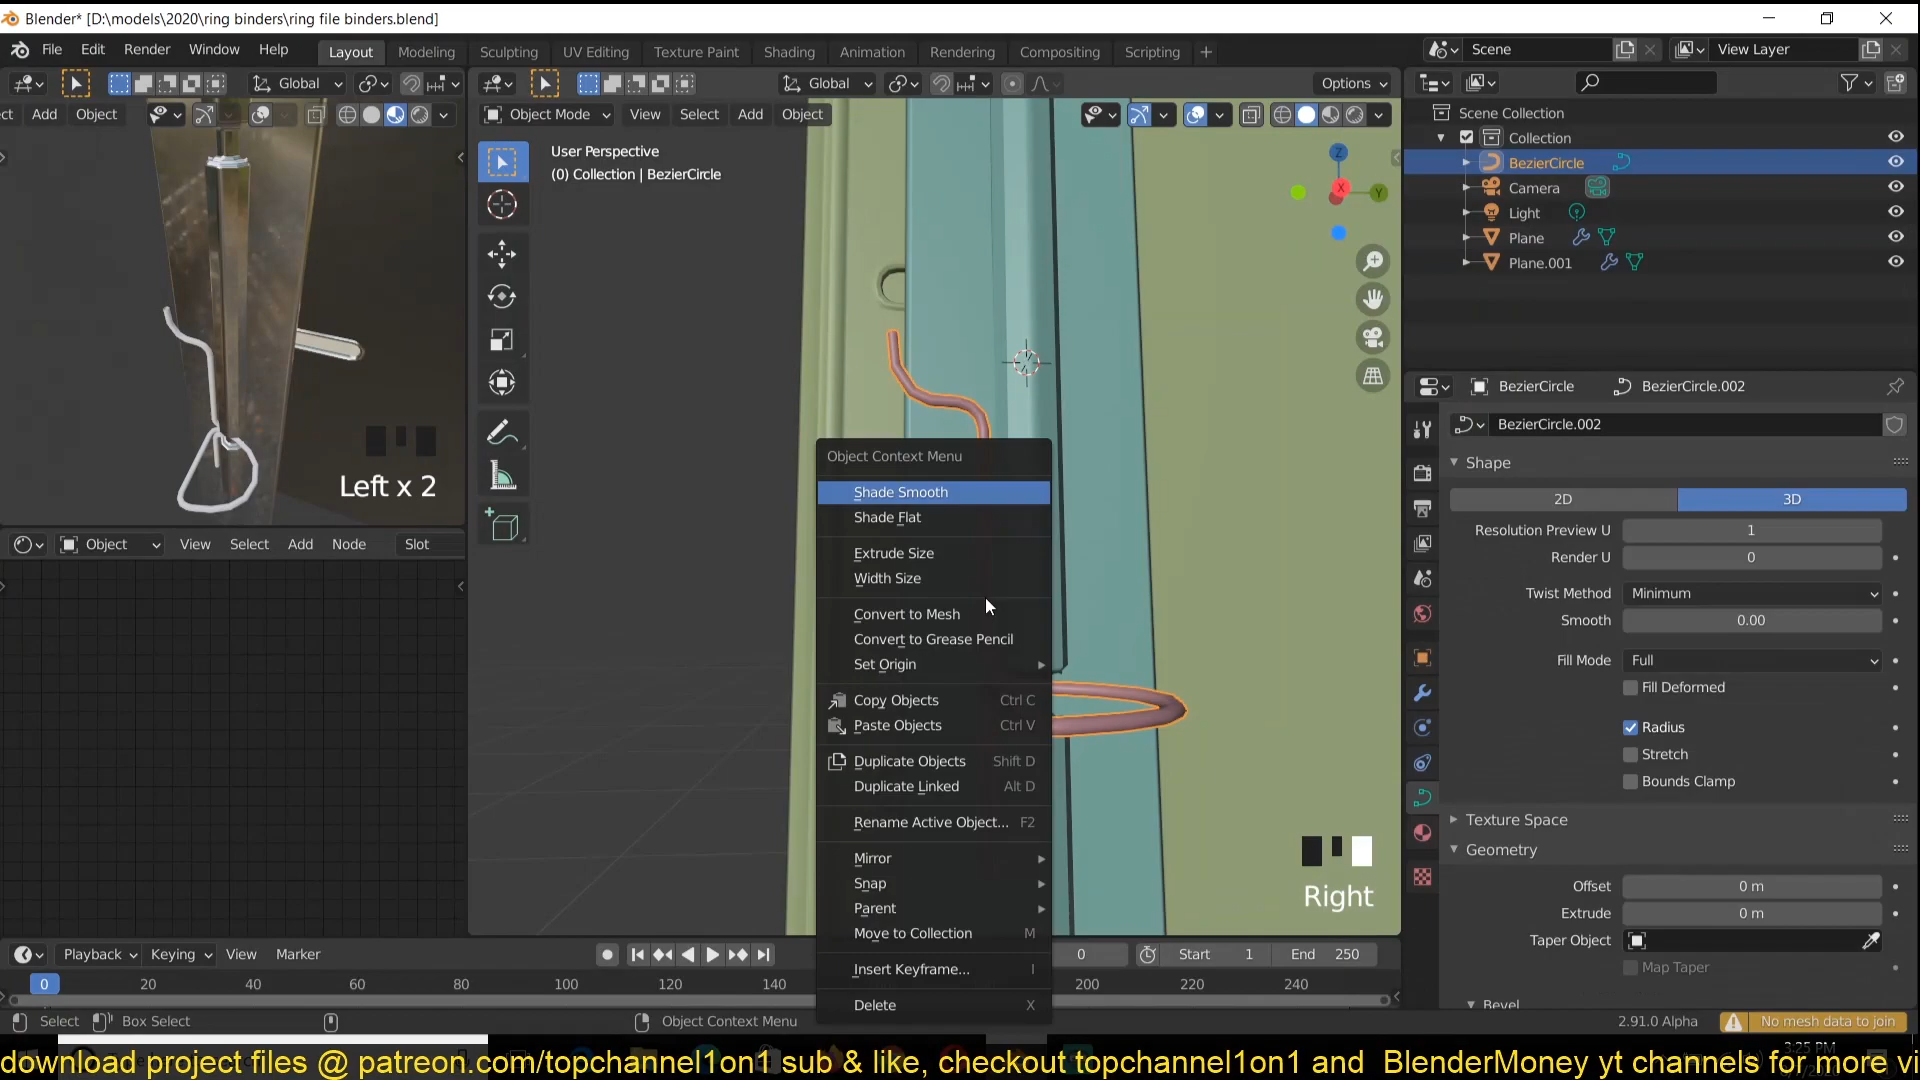 Blender* [D:\models\2020\ring binders\ring file binders.blend]
File Edit Render Window Help Layout Modeling Sculpting UV Editing Texture Paint Shading Animation Rendering Compositing Scripting + Scene View Layer
Global Global Options
ct Add Object Object Mode View Select Add Object
User Perspective
(0) Collection | BezierCircle
Z
X
Y
Left x 2
Object View Select Add Node Slot
Object Context Menu
Shade Smooth
Shade Flat
Extrude Size
Width Size
Convert to Mesh
Convert to Grease Pencil
Set Origin
Copy Objects Ctrl C
Paste Objects Ctrl V
Duplicate Objects Shift D
Duplicate Linked Alt D
Rename Active Object... F2
Mirror
Snap
Parent
Move to Collection M
Insert Keyframe... I
Delete X
Right
Scene Collection
Collection
BezierCircle
Camera
Light
Plane
Plane.001
BezierCircle BezierCircle.002
BezierCircle.002
Shape
2D 3D
Resolution Preview U 1
Render U 0
Twist Method Minimum
Smooth 0.00
Fill Mode Full
Fill Deformed
Radius
Stretch
Bounds Clamp
Texture Space
Geometry
Offset 0 m
Extrude 0 m
Taper Object
Map Taper
Bevel
Playback Keying View Marker 0 Start 1 End 250
0 20 40 60 80 100 120 140 200 220 240
Select Box Select Object Context Menu 2.91.0 Alpha No mesh data to join
3:25 PM
download project files @ patreon.com/topchannel1on1 sub & like, checkout topchannel1on1 and BlenderMoney yt channels for more vi